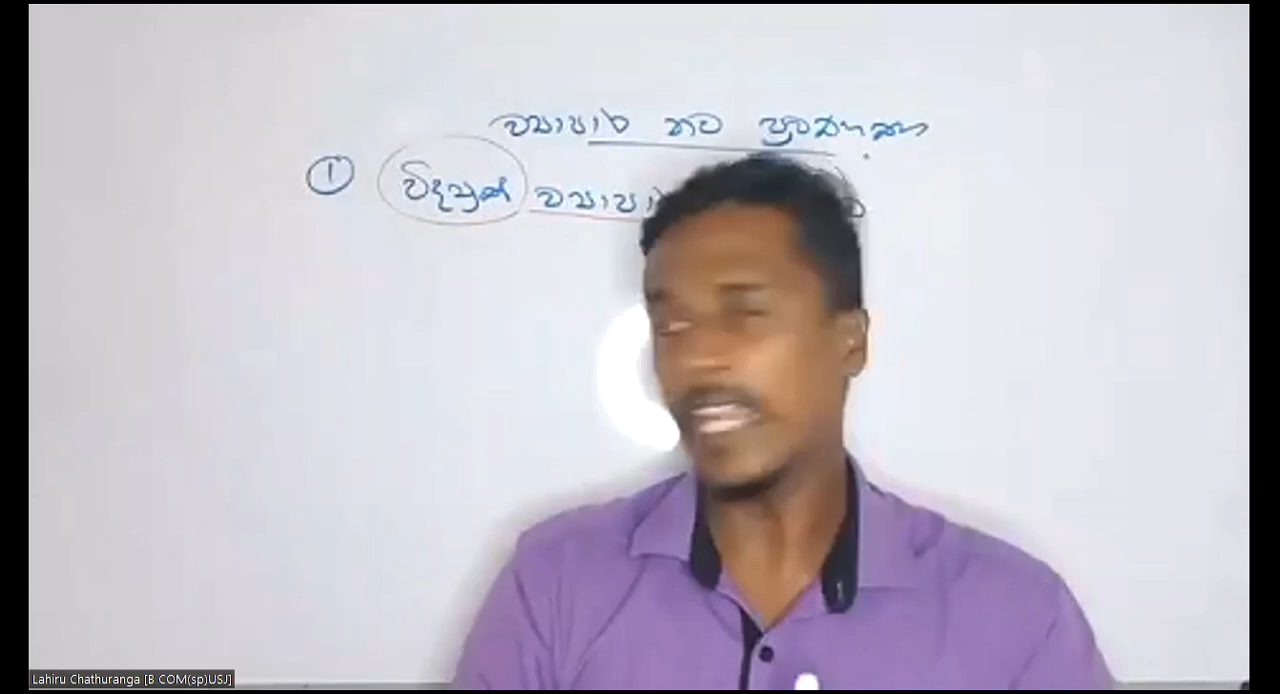 ව්‍යාපාර නව ප්‍රවණතා
① විද්‍යුත් ව්‍යාපා
Lahiru Chathuranga [B COM(sp)USJ]